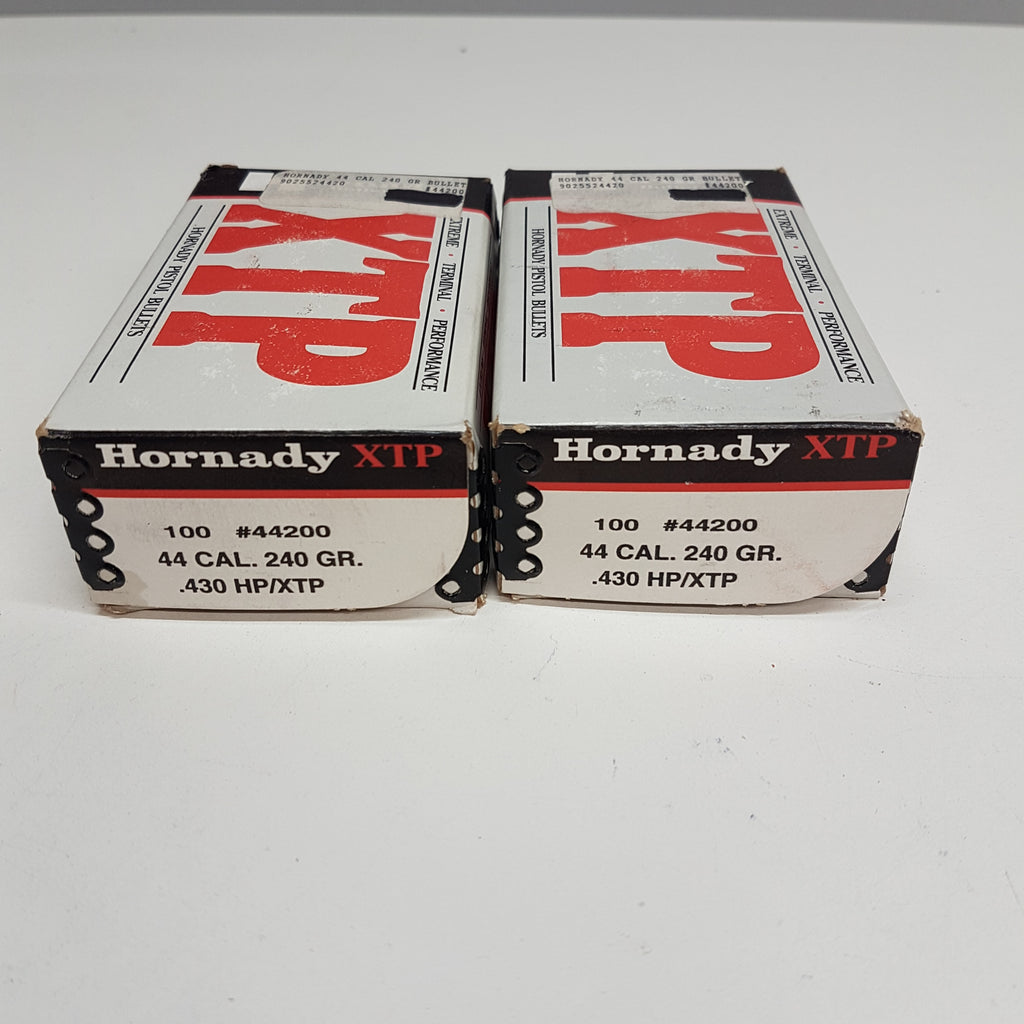 HORNADY 44 CAL 240 GR BULLET
9025524420 #44200
XTP
EXTREME • TERMINAL • PERFORMANCE
HORNADY PISTOL BULLETS
Hornady XTP
100 #44200
44 CAL. 240 GR.
.430 HP/XTP
HORNADY 44 CAL 240 GR BULLET
9025524420 #44200
XTP
EXTREME • TERMINAL • PERFORMANCE
HORNADY PISTOL BULLETS
Hornady XTP
100 #44200
44 CAL. 240 GR.
.430 HP/XTP